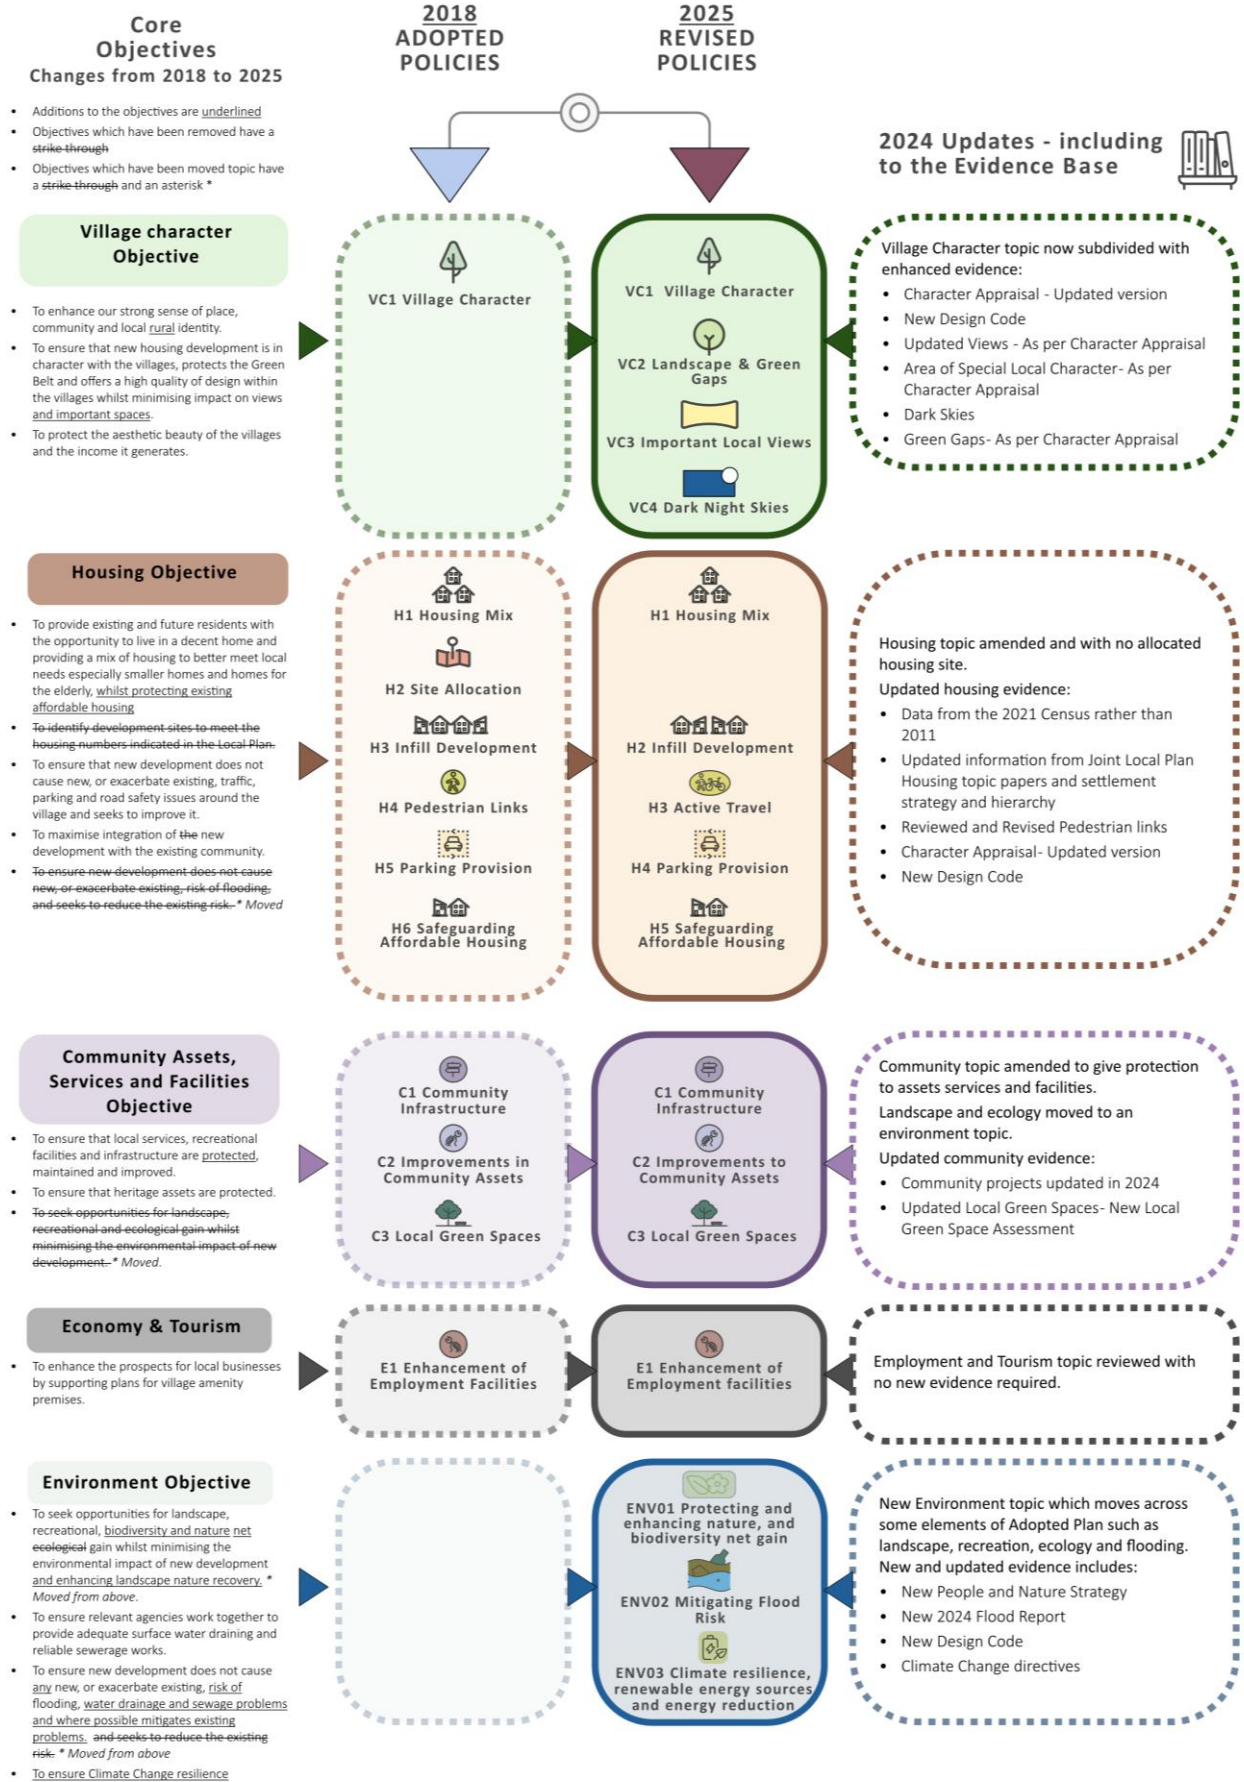 Core
Objectives
Changes from 2018 to 2025
• Additions to the objectives are underlined
• Objectives which have been removed have a
strike through
• Objectives which have been moved topic have
a strike through and an asterisk *
2018
ADOPTED
POLICIES
2025
REVISED
POLICIES
2024 Updates - including
to the Evidence Base
Village character
Objective
• To enhance our strong sense of place,
community and local rural identity.
• To ensure that new housing development is in
character with the villages, protects the Green
Belt and offers a high quality of design within
the villages whilst minimising impact on views
and important spaces.
• To protect the aesthetic beauty of the villages
and the income it generates.
VC1 Village Character
VC1 Village Character
VC2 Landscape & Green
Gaps
VC3 Important Local Views
VC4 Dark Night Skies
Village Character topic now subdivided with
enhanced evidence:
• Character Appraisal - Updated version
• New Design Code
• Updated Views - As per Character Appraisal
• Area of Special Local Character- As per
Character Appraisal
• Dark Skies
• Green Gaps- As per Character Appraisal
Housing Objective
• To provide existing and future residents with
the opportunity to live in a decent home and
providing a mix of housing to better meet local
needs especially smaller homes and homes for
the elderly, whilst protecting existing
affordable housing
• To identify development sites to meet the
housing numbers indicated in the Local Plan.
• To ensure that new development does not
cause new, or exacerbate existing, traffic,
parking and road safety issues around the
village and seeks to improve it.
• To maximise integration of the new
development with the existing community.
• To ensure new development does not cause
new, or exacerbate existing, risk of flooding,
and seeks to reduce the existing risk. * Moved
H1 Housing Mix
H2 Site Allocation
H3 Infill Development
H4 Pedestrian Links
H5 Parking Provision
H6 Safeguarding
Affordable Housing
H1 Housing Mix
H2 Infill Development
H3 Active Travel
H4 Parking Provision
H5 Safeguarding
Affordable Housing
Housing topic amended and with no allocated
housing site.
Updated housing evidence:
• Data from the 2021 Census rather than
2011
• Updated information from Joint Local Plan
Housing topic papers and settlement
strategy and hierarchy
• Reviewed and Revised Pedestrian links
• Character Appraisal- Updated version
• New Design Code
Community Assets,
Services and Facilities
Objective
• To ensure that local services, recreational
facilities and infrastructure are protected,
maintained and improved.
• To ensure that heritage assets are protected.
• To seek opportunities for landscape,
recreational and ecological gain whilst
minimising the environmental impact of new
development. * Moved.
C1 Community
Infrastructure
C2 Improvements in
Community Assets
C3 Local Green Spaces
C1 Community
Infrastructure
C2 Improvements to
Community Assets
C3 Local Green Spaces
Community topic amended to give protection
to assets services and facilities.
Landscape and ecology moved to an
environment topic.
Updated community evidence:
• Community projects updated in 2024
• Updated Local Green Spaces- New Local
Green Space Assessment
Economy & Tourism
• To enhance the prospects for local businesses
by supporting plans for village amenity
premises.
E1 Enhancement of
Employment Facilities
E1 Enhancement of
Employment facilities
Employment and Tourism topic reviewed with
no new evidence required.
Environment Objective
• To seek opportunities for landscape,
recreational, biodiversity and nature net
ecological gain whilst minimising the
environmental impact of new development
and enhancing landscape nature recovery. *
Moved from above.
• To ensure relevant agencies work together to
provide adequate surface water draining and
reliable sewerage works.
• To ensure new development does not cause
any new, or exacerbate existing, risk of
flooding, water drainage and sewage problems
and where possible mitigates existing
problems. and seeks to reduce the existing
risk. * Moved from above
• To ensure Climate Change resilience
ENV01 Protecting and
enhancing nature, and
biodiversity net gain
ENV02 Mitigating Flood
Risk
ENV03 Climate resilience,
renewable energy sources
and energy reduction
New Environment topic which moves across
some elements of Adopted Plan such as
landscape, recreation, ecology and flooding.
New and updated evidence includes:
• New People and Nature Strategy
• New 2024 Flood Report
• New Design Code
• Climate Change directives